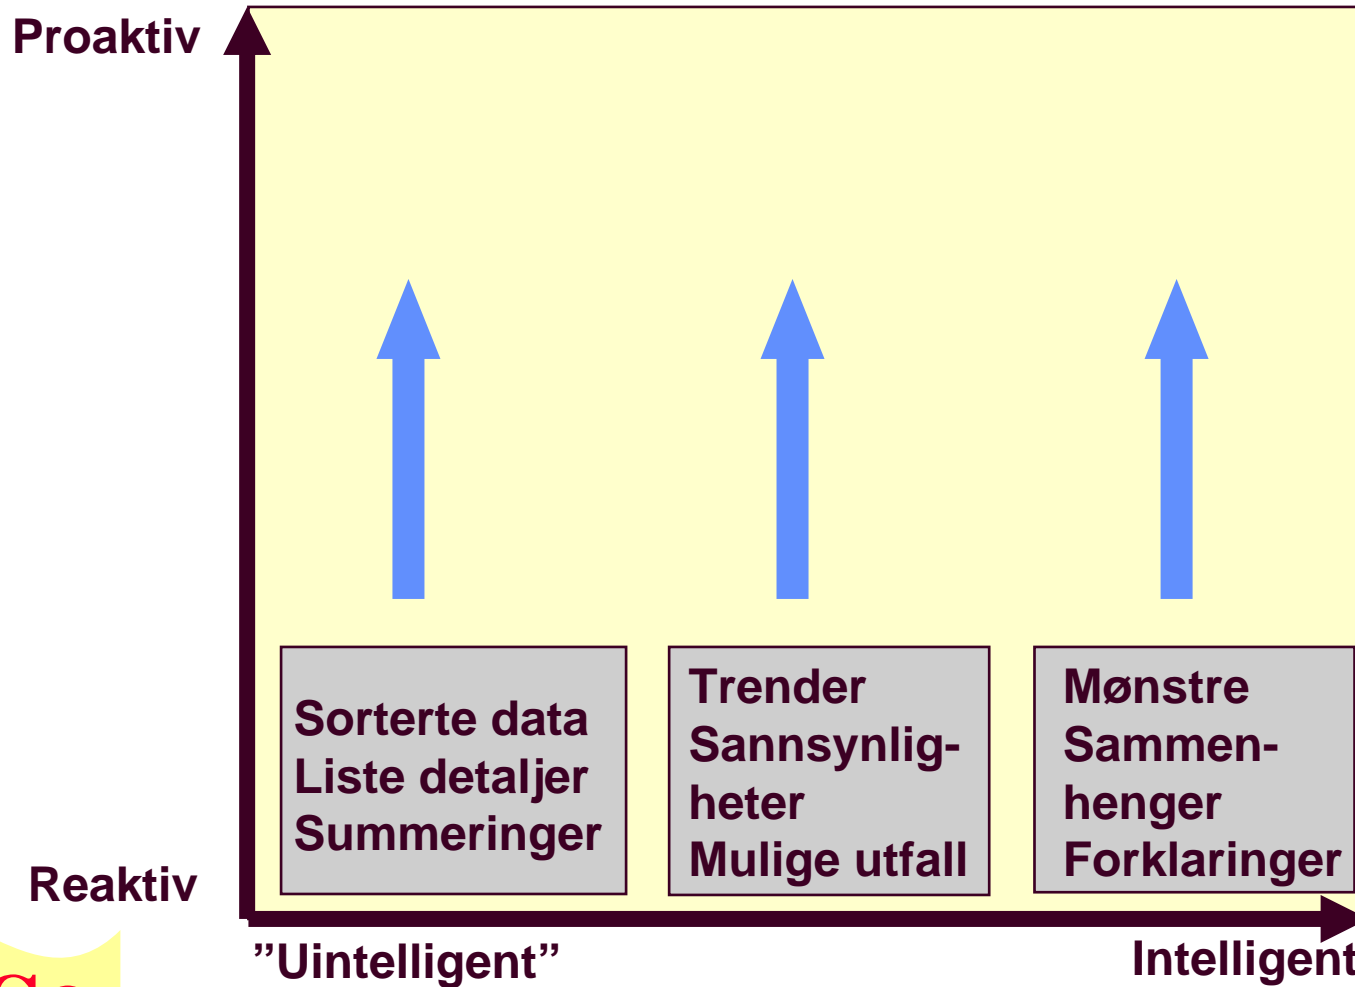 Proaktiv
Sorterte data
Liste detaljer
Summeringer
Trender
Sannsynlig-
heter
Mulige utfall
Mønstre
Sammen-
henger
Forklaringer
Reaktiv
”Uintelligent”
Intelligent